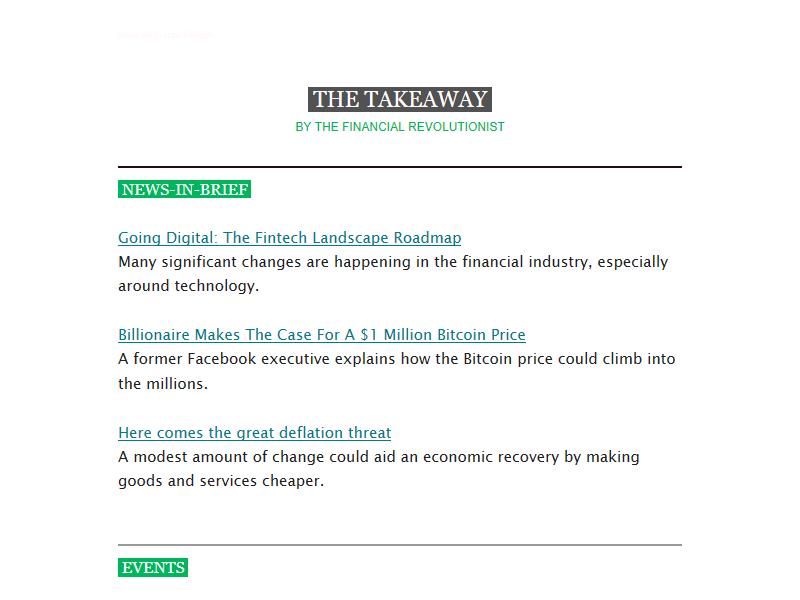 THE TAKEAWAY
BY THE FINANCIAL REVOLUTIONIST
NEWS-IN-BRIEF
Going Digital: The Fintech Landscape Roadmap
Many significant changes are happening in the financial industry, especially
around technology.
Billionaire Makes The Case For A $1 Million Bitcoin Price
A former Facebook executive explains how the Bitcoin price could climb into
the millions.
Here comes the great deflation threat
A modest amount of change could aid an economic recovery by making
goods and services cheaper.
EVENTS